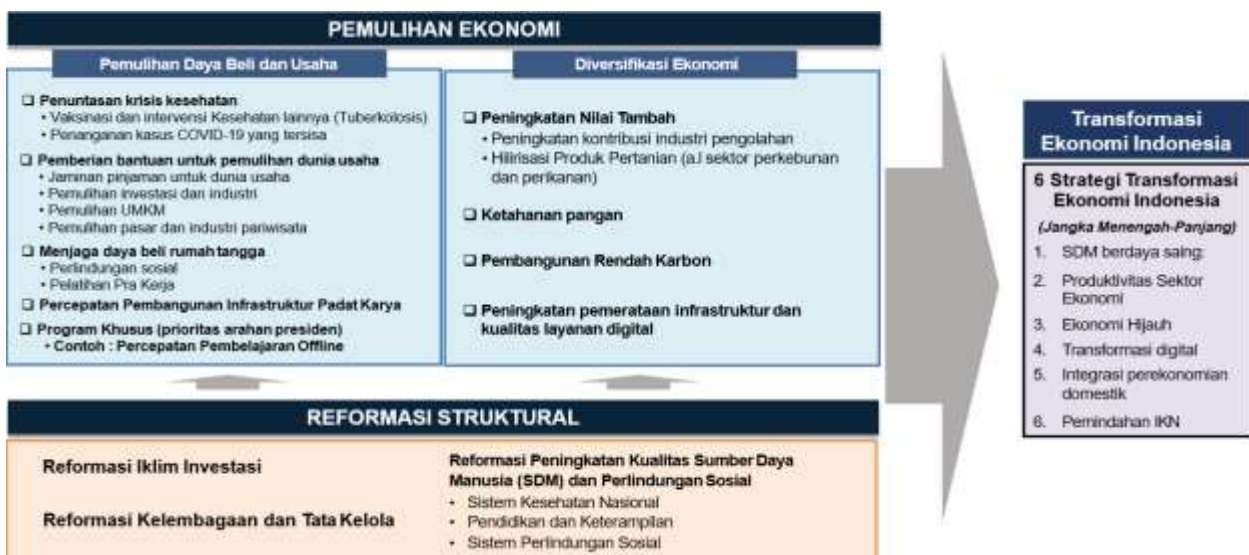 PEMULIHAN EKONOMI
Pemulihan Daya Beli dan Usaha
❑ Penuntasan krisis kesehatan
• Vaksinasi dan intervensi Kesehatan lainnya (Tuberkolosis)
• Penanganan kasus COVID-19 yang tersisa
❑ Pemberian bantuan untuk pemulihan dunia usaha
• Jaminan pinjaman untuk dunia usaha
• Pemulihan investasi dan industri
• Pemulihan UMKM
• Pemulihan pasar dan industri pariwisata
❑ Menjaga daya beli rumah tangga
• Perlindungan sosial
• Pelatihan Pra Kerja
❑ Percepatan Pembangunan Infrastruktur Padat Karya
❑ Program Khusus (prioritas arahan presiden)
• Contoh : Percepatan Pembelajaran Offline
Diversifikasi Ekonomi
❑ Peningkatan Nilai Tambah
• Peningkatan kontribusi industri pengolahan
• Hilirisasi Produk Pertanian (a.l sektor perkebunan
dan perikanan)
❑ Ketahanan pangan
❑ Pembangunan Rendah Karbon
❑ Peningkatan pemerataan infrastruktur dan
kualitas layanan digital
REFORMASI STRUKTURAL
Reformasi Iklim Investasi
Reformasi Kelembagaan dan Tata Kelola
Reformasi Peningkatan Kualitas Sumber Daya
Manusia (SDM) dan Perlindungan Sosial
• Sistem Kesehatan Nasional
• Pendidikan dan Keterampilan
• Sistem Perlindungan Sosial
Transformasi
Ekonomi Indonesia
6 Strategi Transformasi
Ekonomi Indonesia
(Jangka Menengah-Panjang)
1. SDM berdaya saing:
2. Produktivitas Sektor
Ekonomi
3. Ekonomi Hijauh
4. Transformasi digital
5. Integrasi perekonomian
domestik
6. Pemindahan IKN